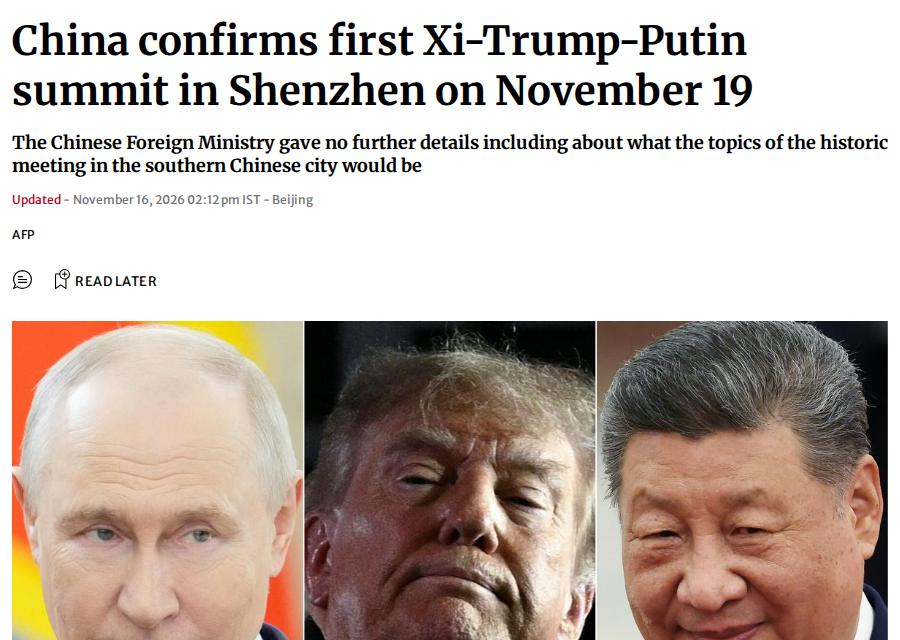 China confirms first Xi-Trump-Putin
summit in Shenzhen on November 19
The Chinese Foreign Ministry gave no further details including about what the topics of the historic
meeting in the southern Chinese city would be
Updated - November 16, 2026 02:12 pm IST - Beijing
AFP
READ LATER